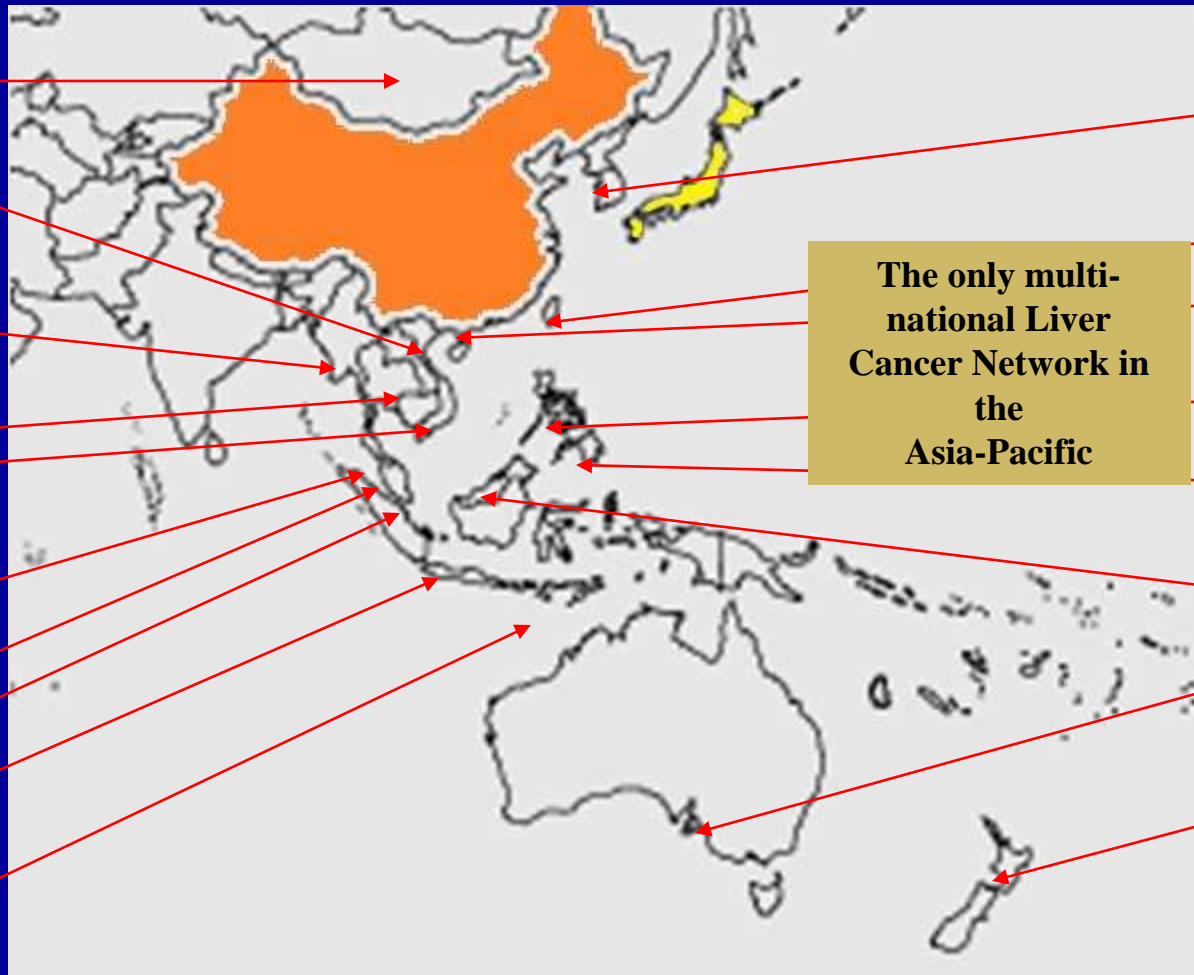 The only multi-
national Liver
Cancer Network in
the
Asia-Pacific